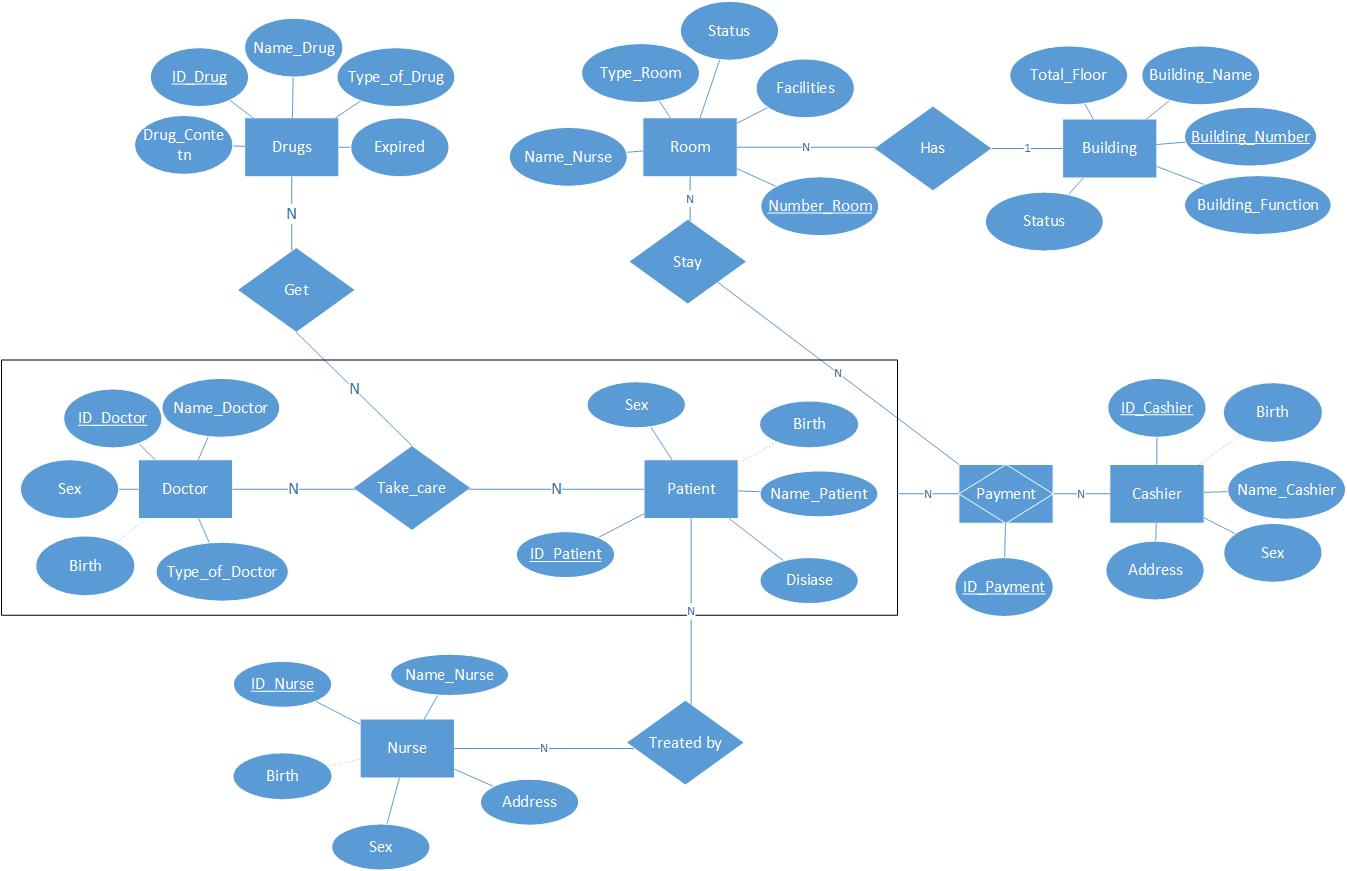 Status
Name_Drug
Type_Room
Total_Floor
Building_Name
ID_Drug
Type_of_Drug
Facilities
Drug_Conte
tn
Drugs
Expired
Name_Nurse
Room
N
Has
1
Building
Building_Number
N
N
Number_Room
Status
Building_Function
Get
Stay
N
N
ID_Doctor
Name_Doctor
Sex
Birth
ID_Cashier
Birth
Sex
Doctor
N
Take_care
N
Patient
Name_Patient
N
Payment
N
Cashier
Name_Cashier
Birth
Type_of_Doctor
ID_Patient
Disiase
ID_Payment
Address
Sex
N
ID_Nurse
Name_Nurse
Nurse
N
Treated by
Birth
Address
Sex